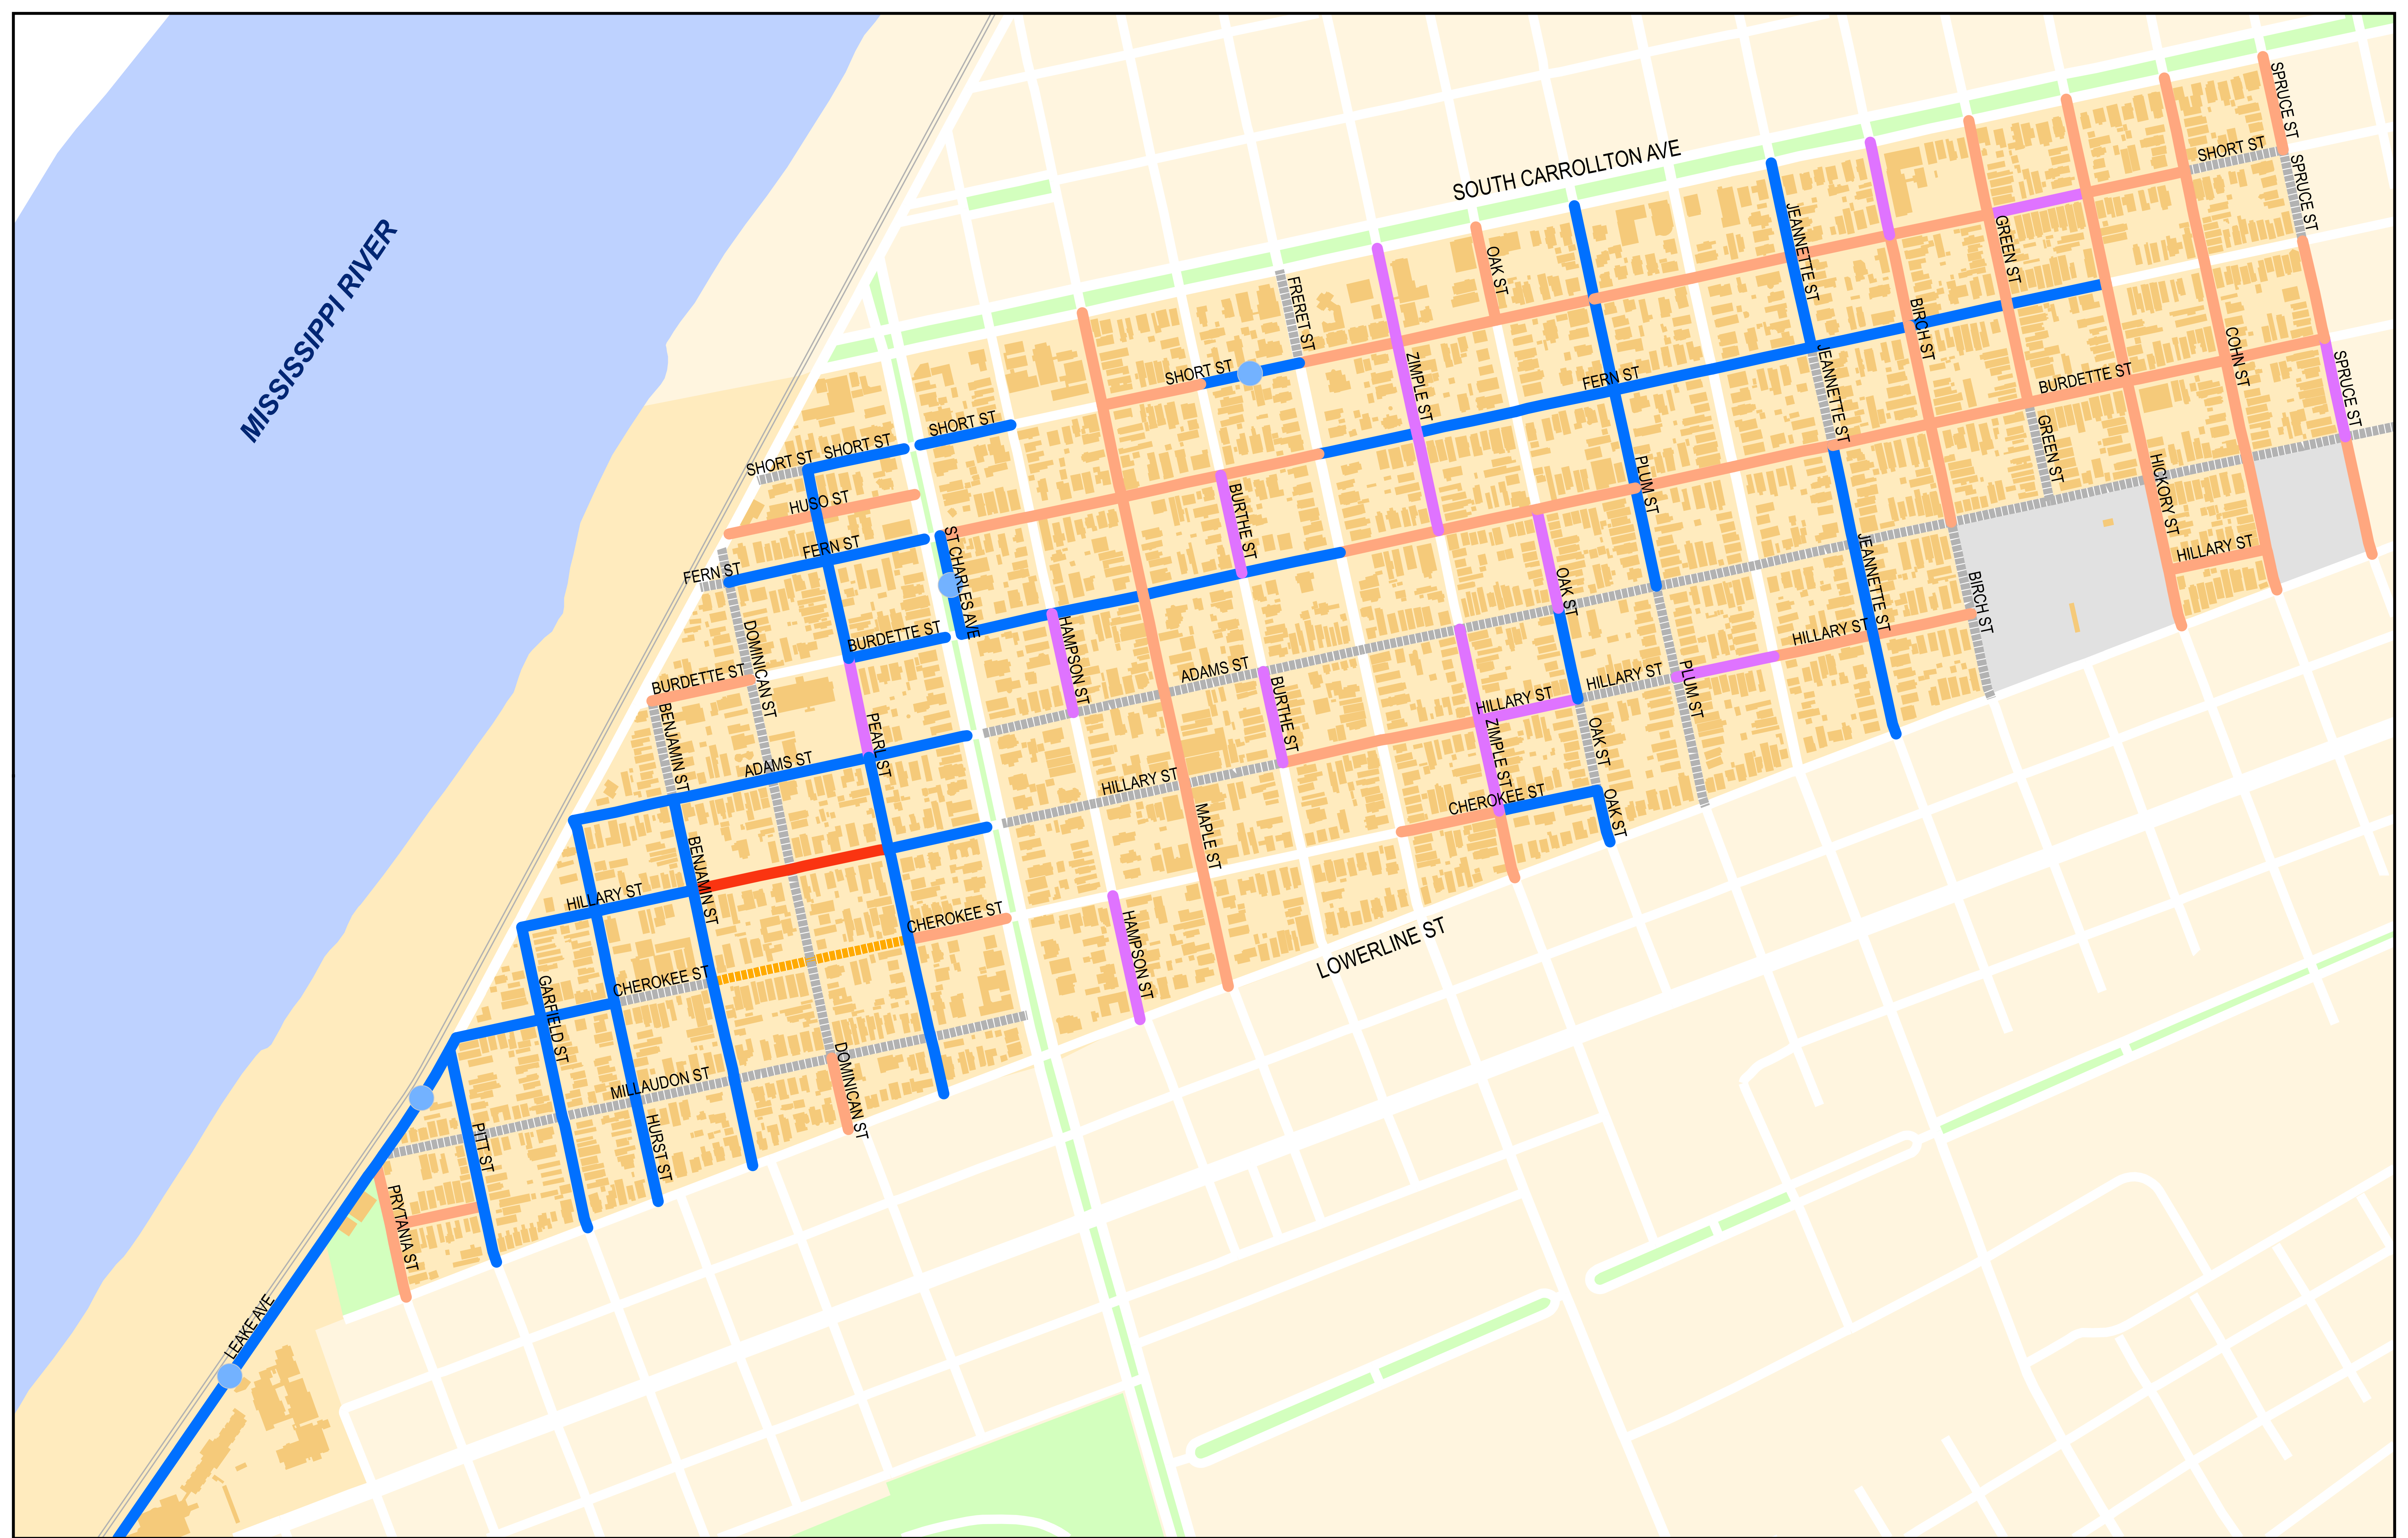 SPRUCE ST
SOUTH CARROLLTON AVE
SHORT ST
SPRUCE ST
MISSISSIPPI RIVER
JEANNETTE ST
GREEN ST
OAK ST
FRERET ST
BIRCH ST
COHN ST
SHORT ST
ZIMPLE ST
FERN ST
JEANNETTE ST
BURDETTE ST
SPRUCE ST
SHORT ST
SHORT ST
SHORT ST
GREEN ST
HICKORY ST
PLUM ST
BURTHE ST
HUSO ST
FERN ST
ST CHARLES AVE
JEANNETTE ST
HILLARY ST
FERN ST
OAK ST
BIRCH ST
DOMINICAN ST
BURDETTE ST
HAMPSON ST
HILLARY ST
ADAMS ST
BURTHE ST
HILLARY ST
PLUM ST
BURDETTE ST
BENJAMIN ST
PEARL ST
HILLARY ST
ZIMPLE ST
OAK ST
ADAMS ST
HILLARY ST
CHEROKEE ST
OAK ST
MAPLE ST
BENJAMIN ST
HILLARY ST
CHEROKEE ST
HAMPSON ST
LOWERLINE ST
CHEROKEE ST
GARFIELD ST
DOMINICAN ST
MILLAUDON ST
PITT ST
HURST ST
PRYTANIA ST
LEAKE AVE